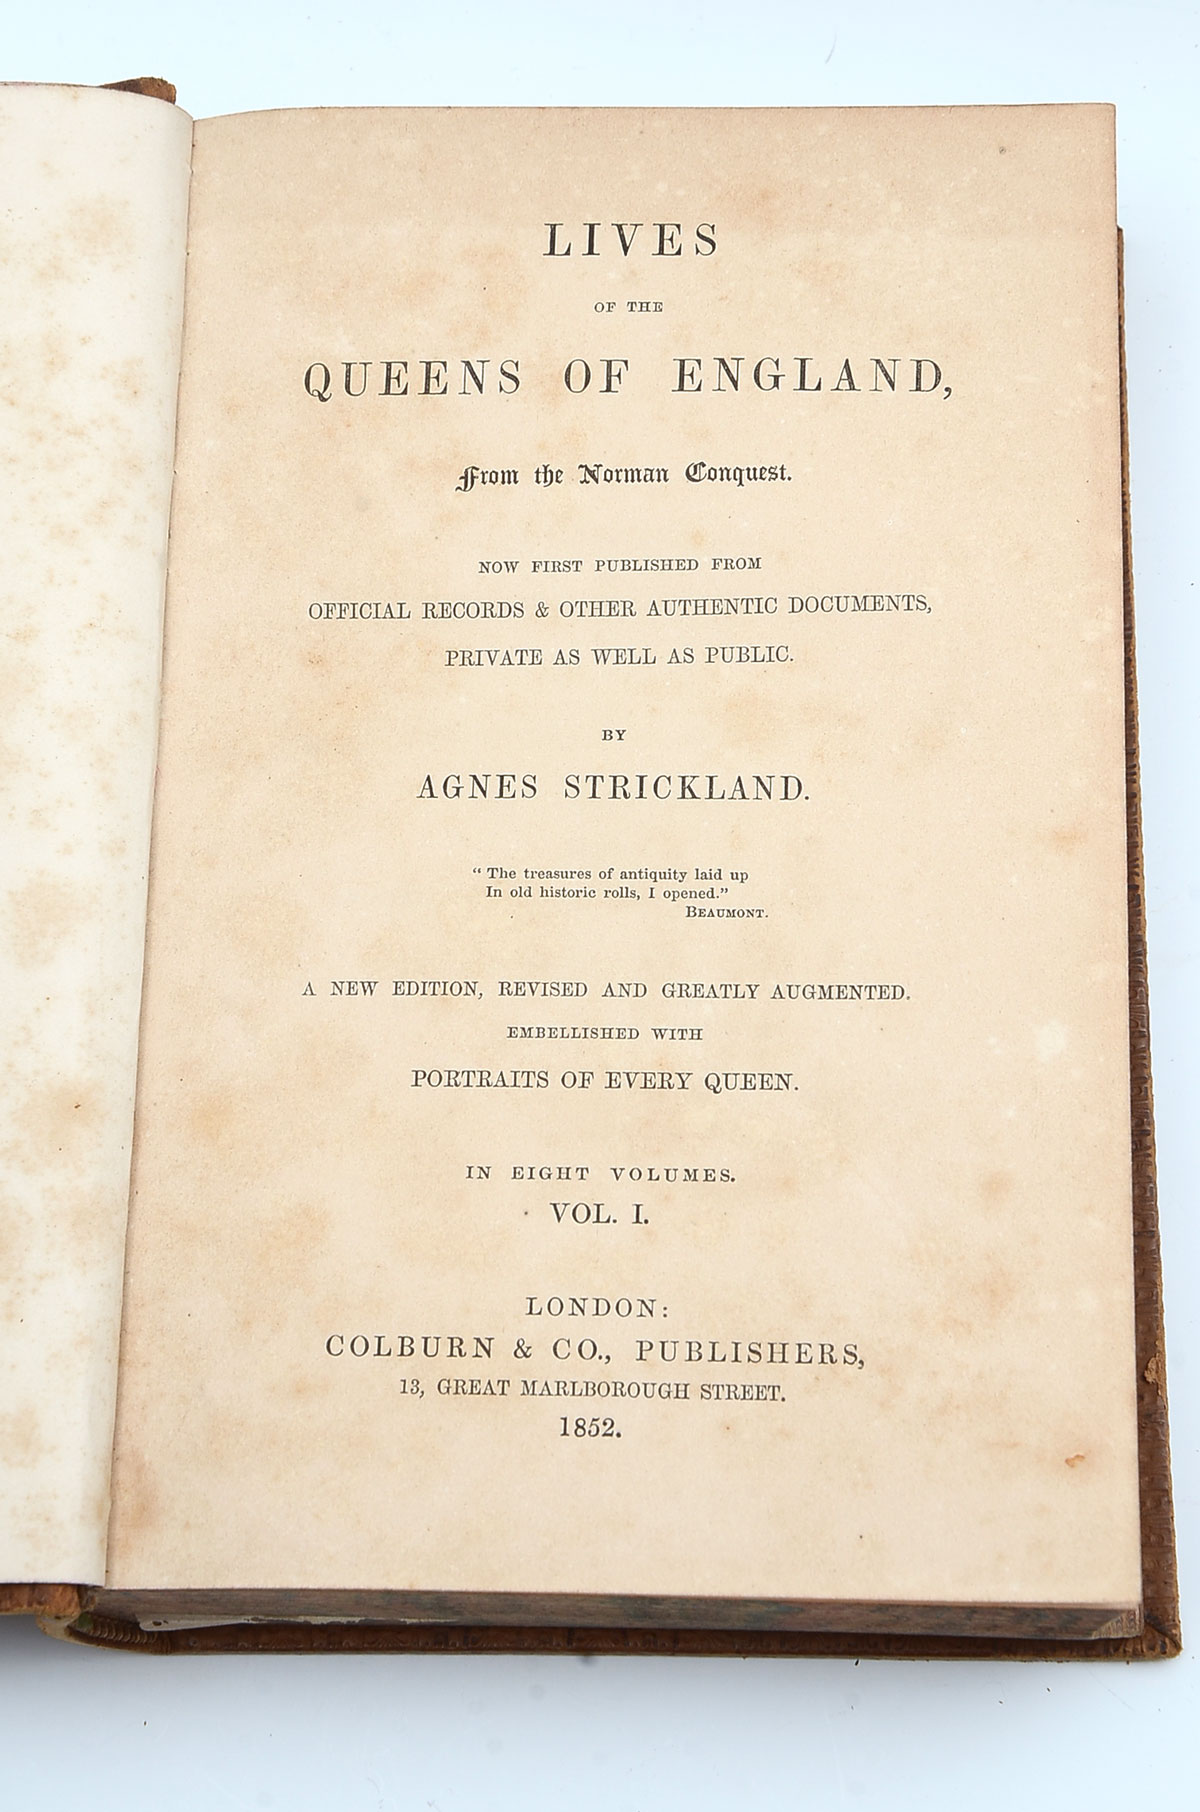 LIVES
OF THE
QUEENS OF ENGLAND,
From the Norman Conquest.
NOW FIRST PUBLISHED FROM
OFFICIAL RECORDS & OTHER AUTHENTIC DOCUMENTS,
PRIVATE AS WELL AS PUBLIC.
BY
AGNES STRICKLAND.
" The treasures of antiquity laid up
In old historic rolls, I opened."
BEAUMONT.
A NEW EDITION, REVISED AND GREATLY AUGMENTED.
EMBELLISHED WITH
PORTRAITS OF EVERY QUEEN.
IN EIGHT VOLUMES.
VOL. I.
LONDON:
COLBURN & CO., PUBLISHERS,
13, GREAT MARLBOROUGH STREET.
1852.